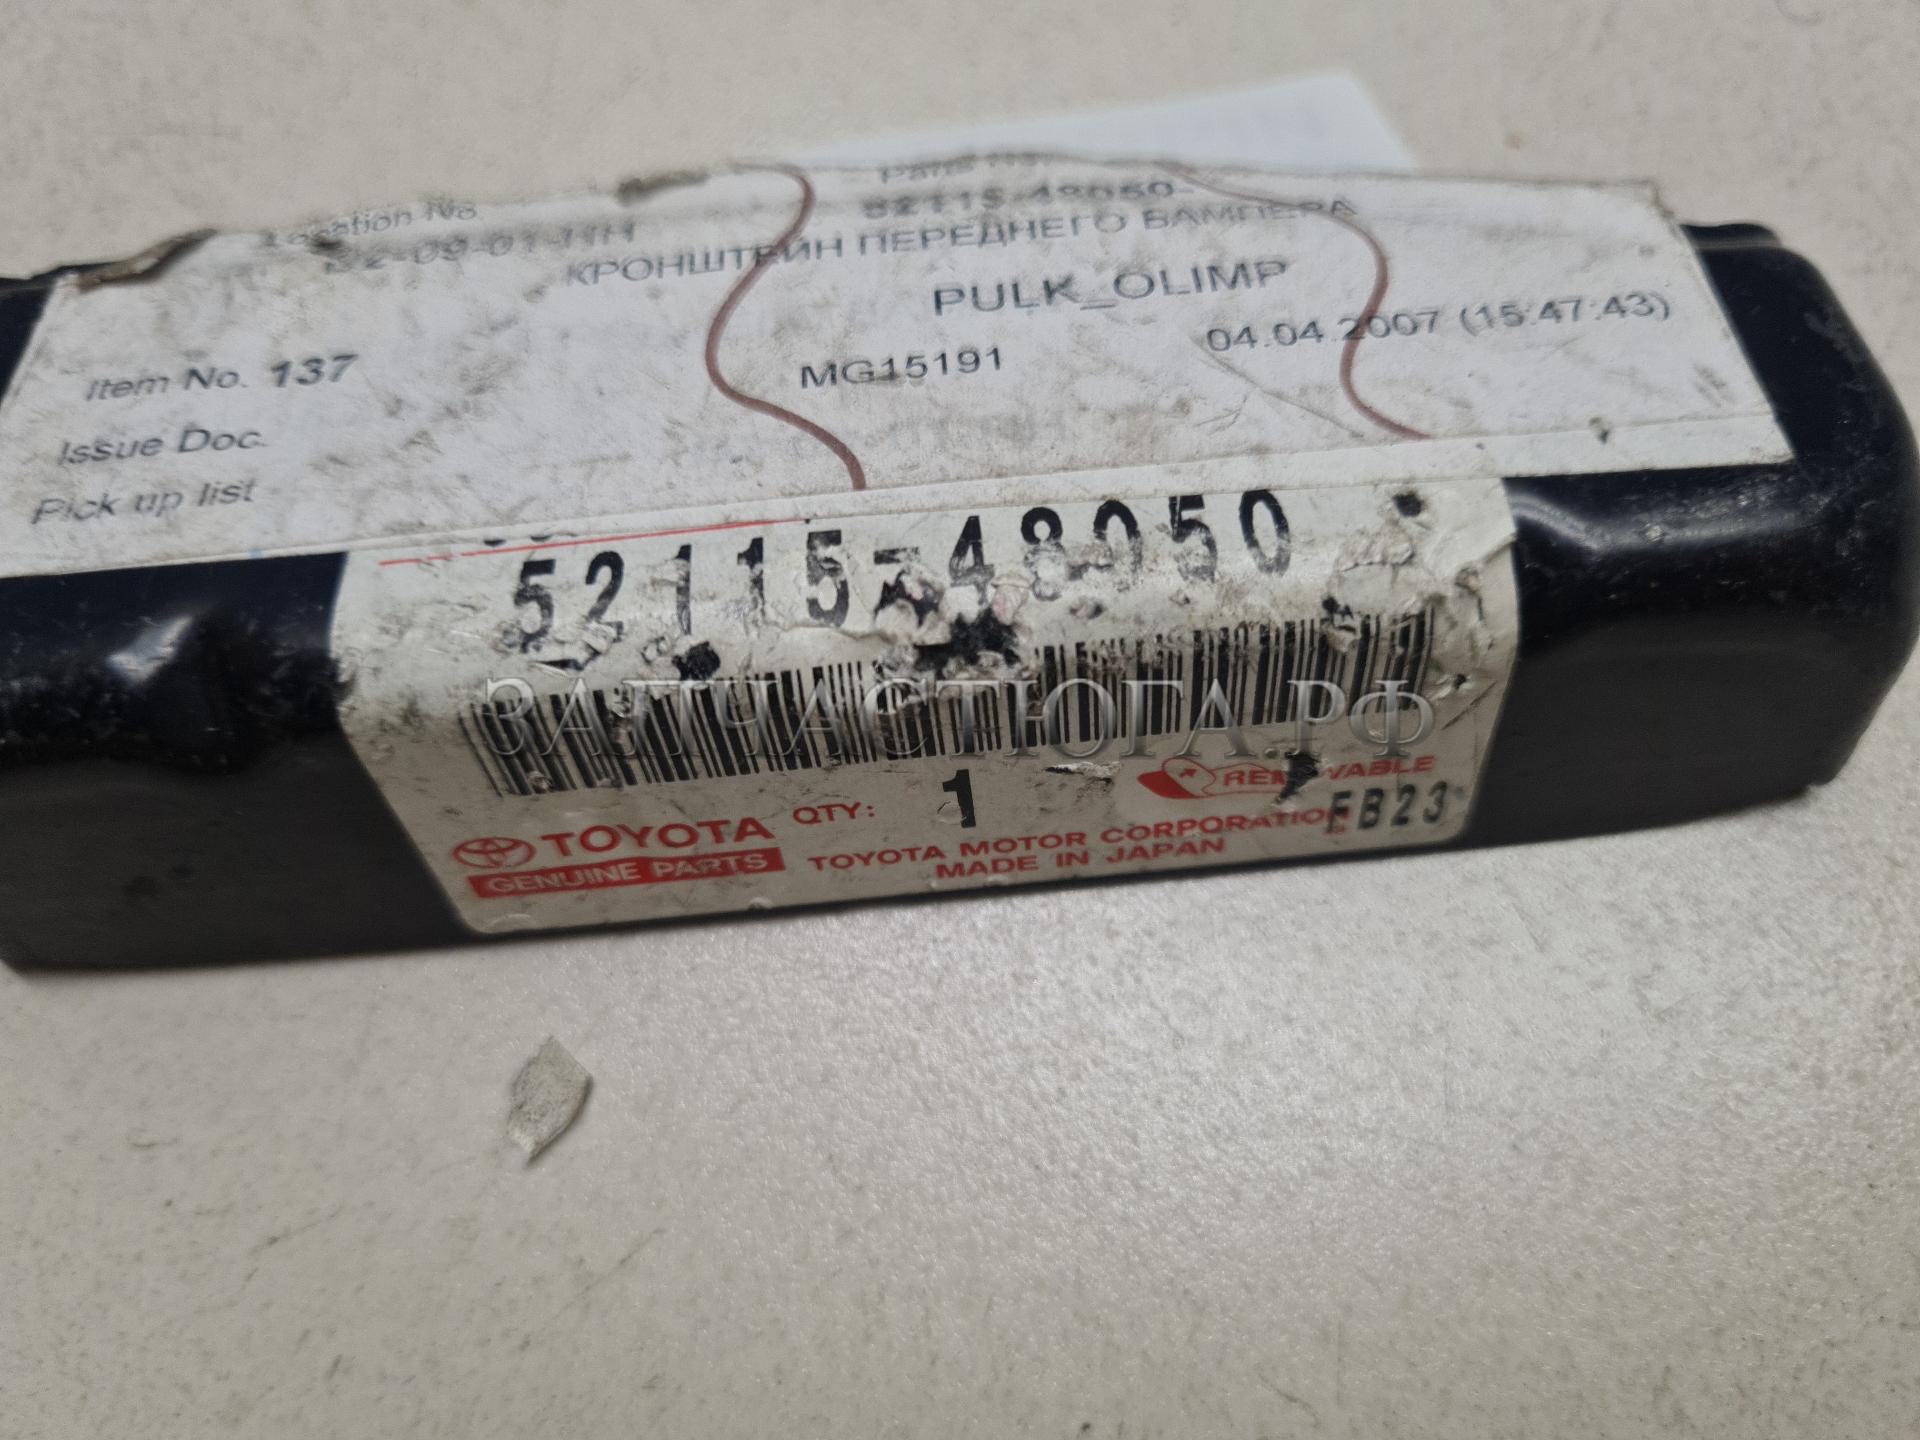 Location No.
Parts No.
52115-48050-
КРОНШТЕЙН ПЕРЕДНЕГО БАМПЕРА
PULK_OLIMP
Item No. 137
MG15191
04.04.2007 (15:47:43)
Issue Doc.
Pick up list
52115-48050
ЗАПЧАСТЮГА.РФ
QTY: 1
REMOVABLE
TOYOTA
GENUINE PARTS
TOYOTA MOTOR CORPORATION
FB23
MADE IN JAPAN